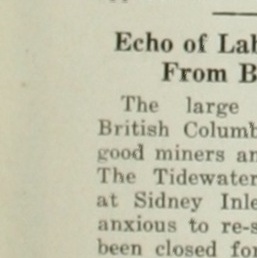 Echo of Lab
From B
The large
British Columb
good miners an
The Tidewater
at Sidney Inle
anxious to re-s
been closed for